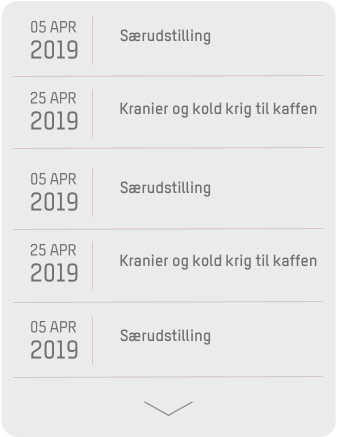 05 APR
2019
Særudstilling
25 APR
2019
Kranier og kold krig til kaffen
05 APR
2019
Særudstilling
25 APR
2019
Kranier og kold krig til kaffen
05 APR
2019
Særudstilling